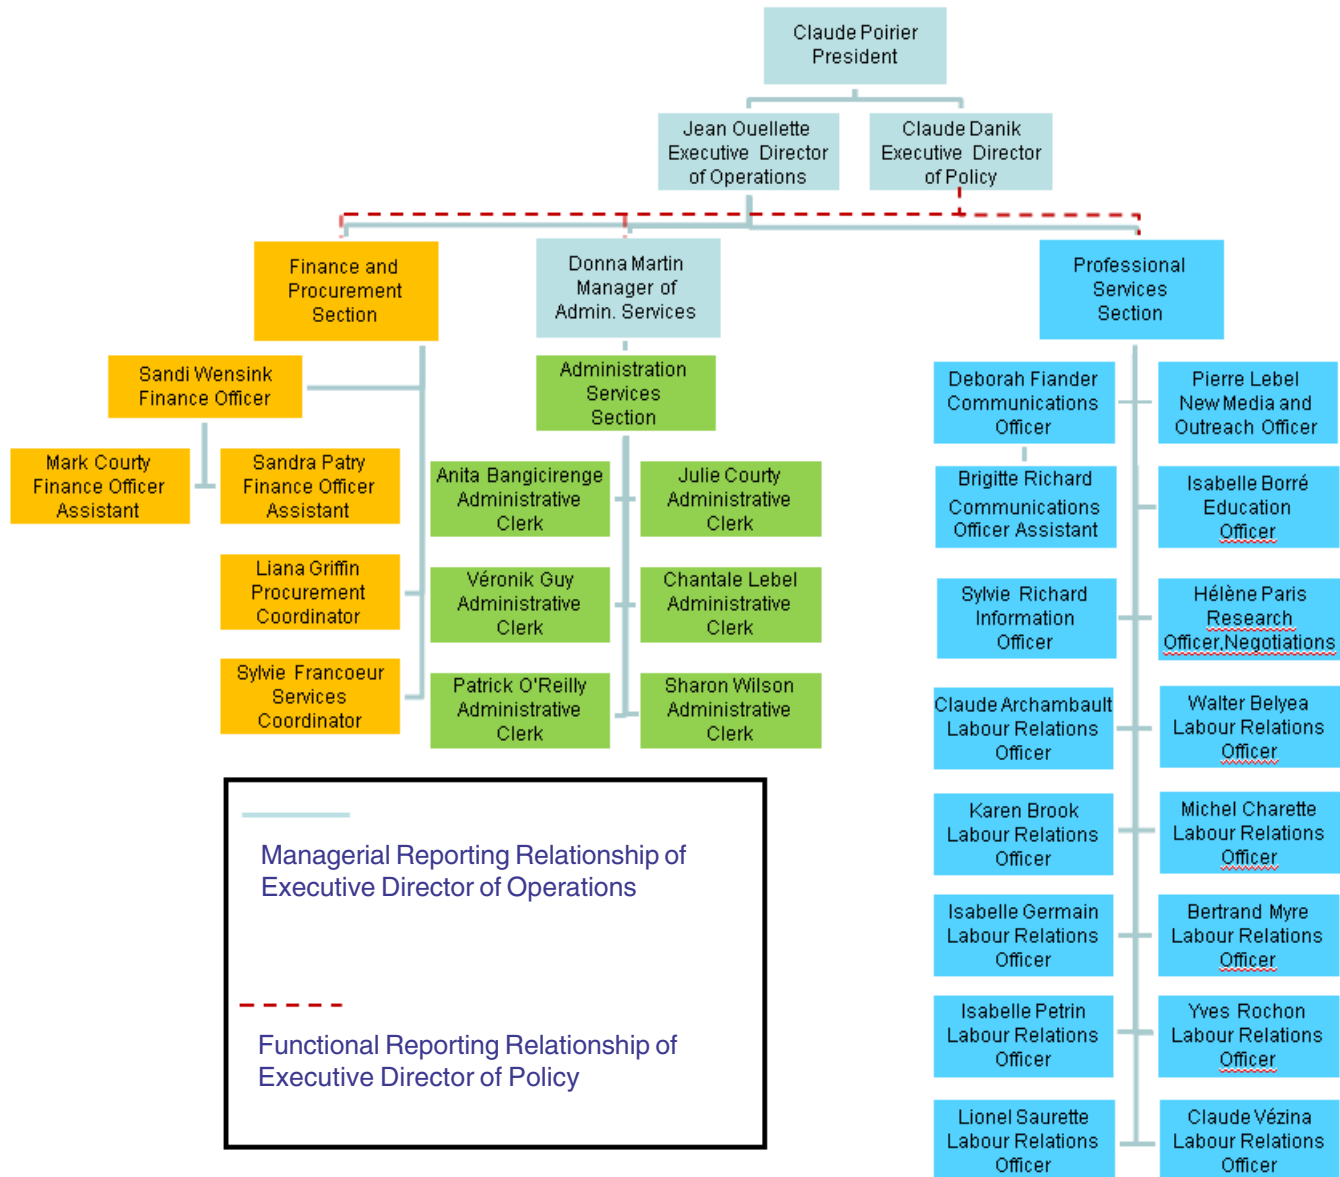 Claude Poirier
President
Jean Ouellette
Executive Director
of Operations
Claude Danik
Executive Director
of Policy
Finance and
Procurement
Section
Donna Martin
Manager of
Admin. Services
Professional
Services
Section
Sandi Wensink
Finance Officer
Mark Courty
Finance Officer
Assistant
Sandra Patry
Finance Officer
Assistant
Liana Griffin
Procurement
Coordinator
Sylvie Francoeur
Services
Coordinator
Administration
Services
Section
Anita Bangicirenge
Administrative
Clerk
Julie Courty
Administrative
Clerk
Véronik Guy
Administrative
Clerk
Chantale Lebel
Administrative
Clerk
Patrick O'Reilly
Administrative
Clerk
Sharon Wilson
Administrative
Clerk
Deborah Fiander
Communications
Officer
Pierre Lebel
New Media and
Outreach Officer
Brigitte Richard
Communications
Officer Assistant
Isabelle Borré
Education
Officer
Sylvie Richard
Information
Officer
Hélène Paris
Research
Officer,Negotiations
Claude Archambault
Labour Relations
Officer
Walter Belyea
Labour Relations
Officer
Karen Brook
Labour Relations
Officer
Michel Charette
Labour Relations
Officer
Isabelle Germain
Labour Relations
Officer
Bertrand Myre
Labour Relations
Officer
Isabelle Petrin
Labour Relations
Officer
Yves Rochon
Labour Relations
Officer
Lionel Saurette
Labour Relations
Officer
Claude Vézina
Labour Relations
Officer
Managerial Reporting Relationship of
Executive Director of Operations
Functional Reporting Relationship of
Executive Director of Policy